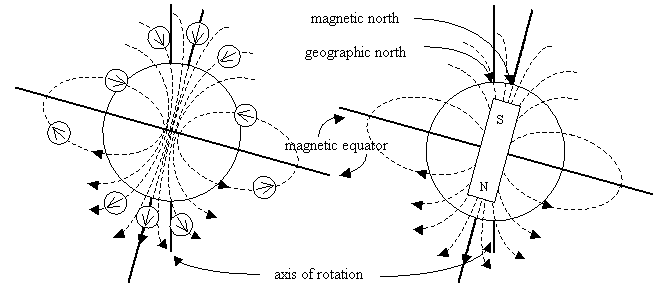 magnetic north
geographic north
S
magnetic equator
N
axis of rotation